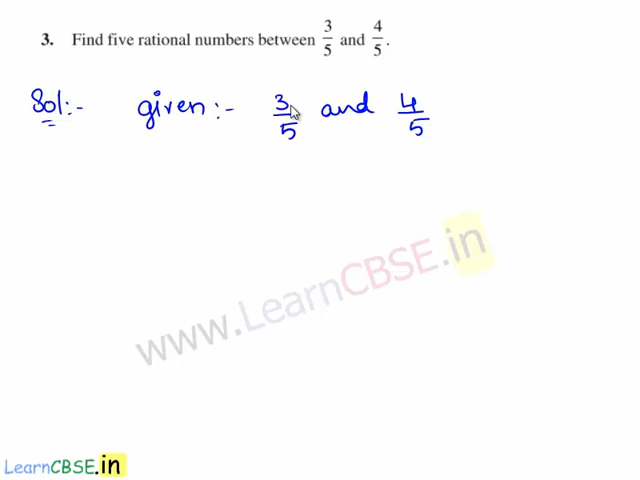 3. Find five rational numbers between 3/5 and 4/5.
Sol:- given:- 3/5 and 4/5
www.LearnCBSE.in
LearnCBSE.in